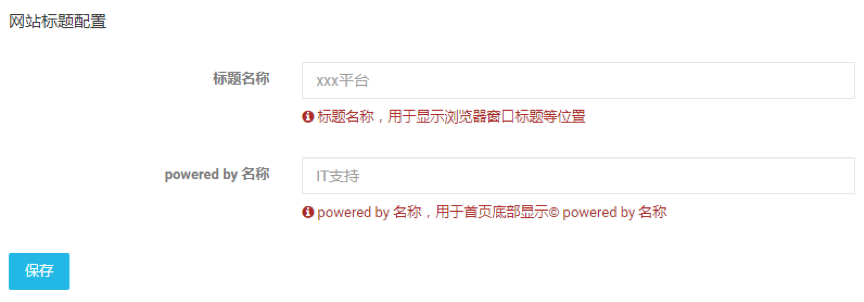 网站标题配置
标题名称
xxx平台
标题名称，用于显示浏览器窗口标题等位置
powered by 名称
IT支持
powered by 名称，用于首页底部显示© powered by 名称
保存